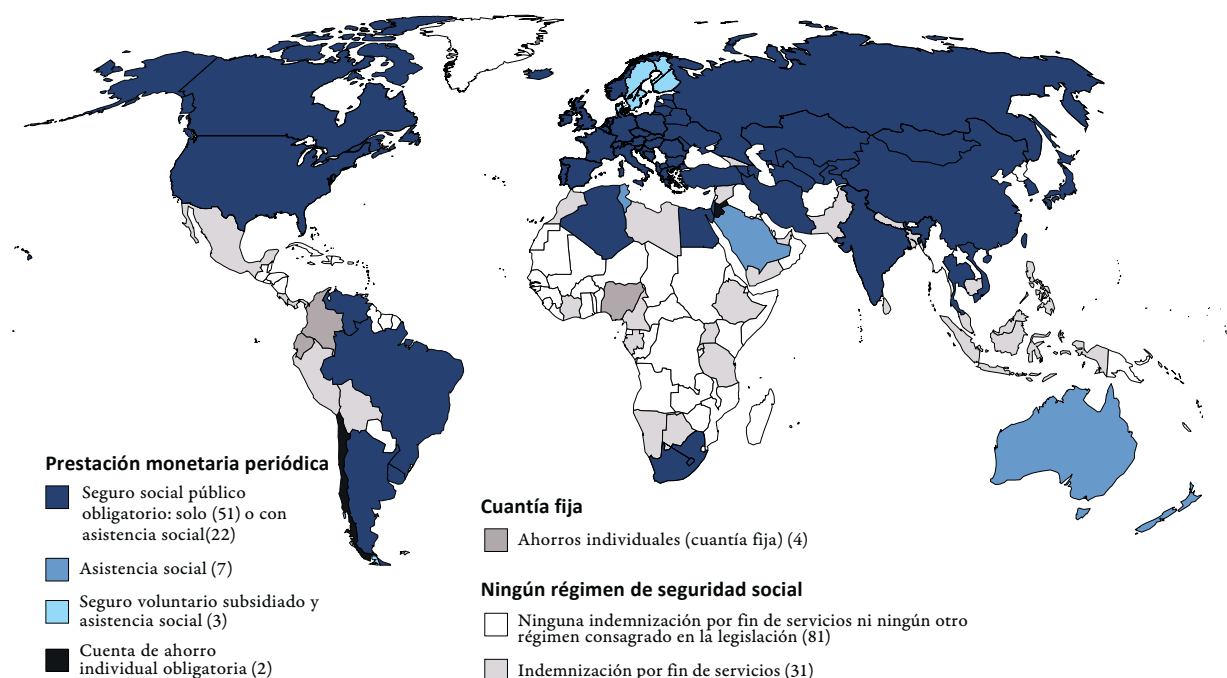 Prestación monetaria periódica
Seguro social público
obligatorio: solo (51) o con
asistencia social(22)
Asistencia social (7)
Seguro voluntario subsidiado y
asistencia social (3)
Cuenta de ahorro
individual obligatoria (2)
Cuantía fija
Ahorros individuales (cuantía fija) (4)
Ningún régimen de seguridad social
Ninguna indemnización por fin de servicios ni ningún otro
régimen consagrado en la legislación (81)
Indemnización por fin de servicios (31)